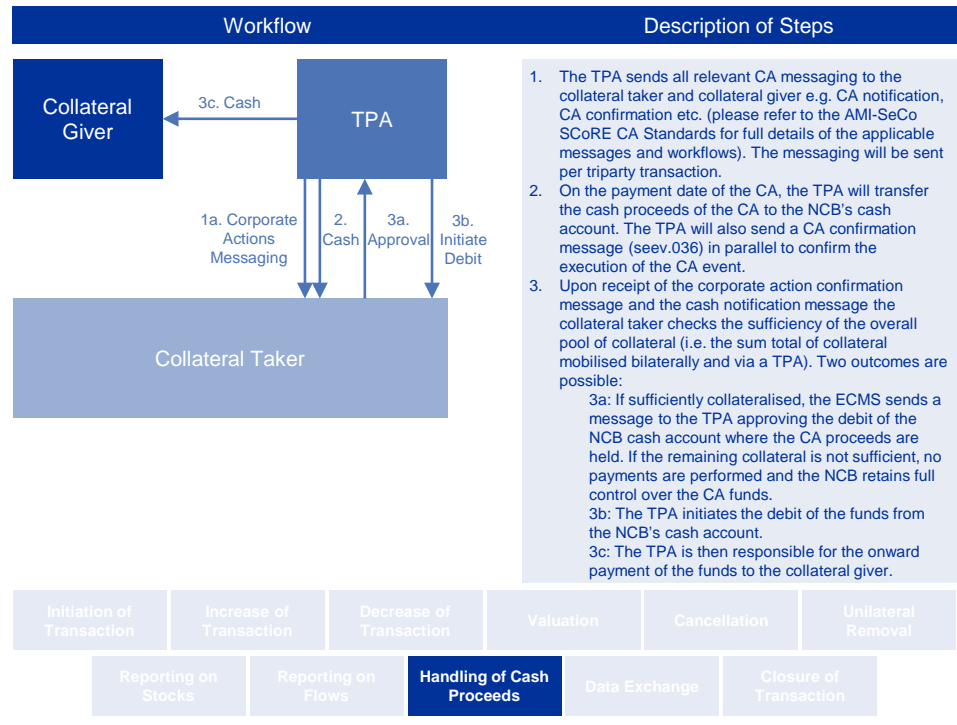 Workflow
Description of Steps
Collateral
Giver
3c. Cash
TPA
1a. Corporate
Actions
Messaging
2.
Cash
3a.
Approval
3b.
Initiate
Debit
Collateral Taker
1. The TPA sends all relevant CA messaging to the
collateral taker and collateral giver e.g. CA notification,
CA confirmation etc. (please refer to the AMI-SeCo
SCoRE CA Standards for full details of the applicable
messages and workflows). The messaging will be sent
per triparty transaction.
2. On the payment date of the CA, the TPA will transfer
the cash proceeds of the CA to the NCB's cash
account. The TPA will also send a CA confirmation
message (seev.036) in parallel to confirm the
execution of the CA event.
3. Upon receipt of the corporate action confirmation
message and the cash notification message the
collateral taker checks the sufficiency of the overall
pool of collateral (i.e. the sum total of collateral
mobilised bilaterally and via a TPA). Two outcomes are
possible:
3a: If sufficiently collateralised, the ECMS sends a
message to the TPA approving the debit of the
NCB cash account where the CA proceeds are
held. If the remaining collateral is not sufficient, no
payments are performed and the NCB retains full
control over the CA funds.
3b: The TPA initiates the debit of the funds from
the NCB's cash account.
3c: The TPA is then responsible for the onward
payment of the funds to the collateral giver.
Initiation of
Transaction
Increase of
Transaction
Decrease of
Transaction
Valuation
Cancellation
Unilateral
Removal
Reporting on
Stocks
Reporting on
Flows
Handling of Cash
Proceeds
Data Exchange
Closure of
Transaction